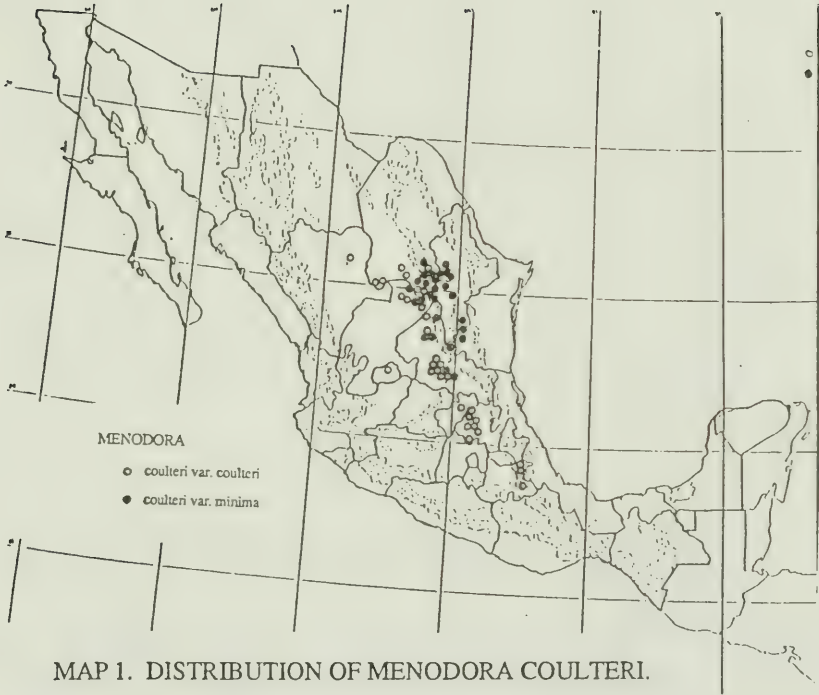 MENODORA
○ coulteri var. coulteri
● coulteri var. minima
MAP 1. DISTRIBUTION OF MENODORA COULTERI.